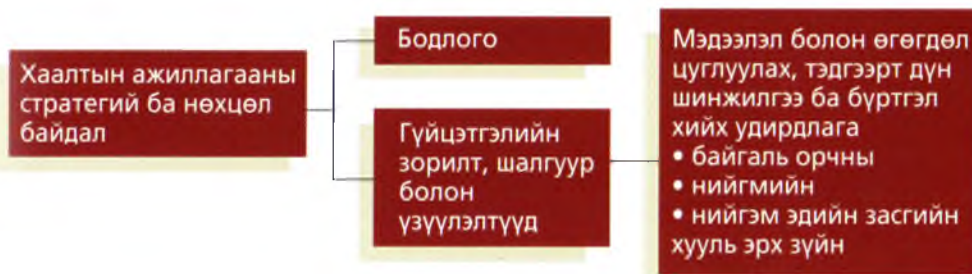 Хаалтын ажиллагааны
стратегий ба нөхцөл
байдал
Бодлого
Гүйцэтгэлийн
зорилт, шалгуур
болон
үзүүлэлтүүд
Мэдээлэл болон өгөгдөл
цуглуулах, тэдгээрт дүн
шинжилгээ ба бүртгэл
хийх удирдлага
• байгаль орчны
• нийгмийн
• нийгэм эдийн засгийн
хууль эрх зүйн